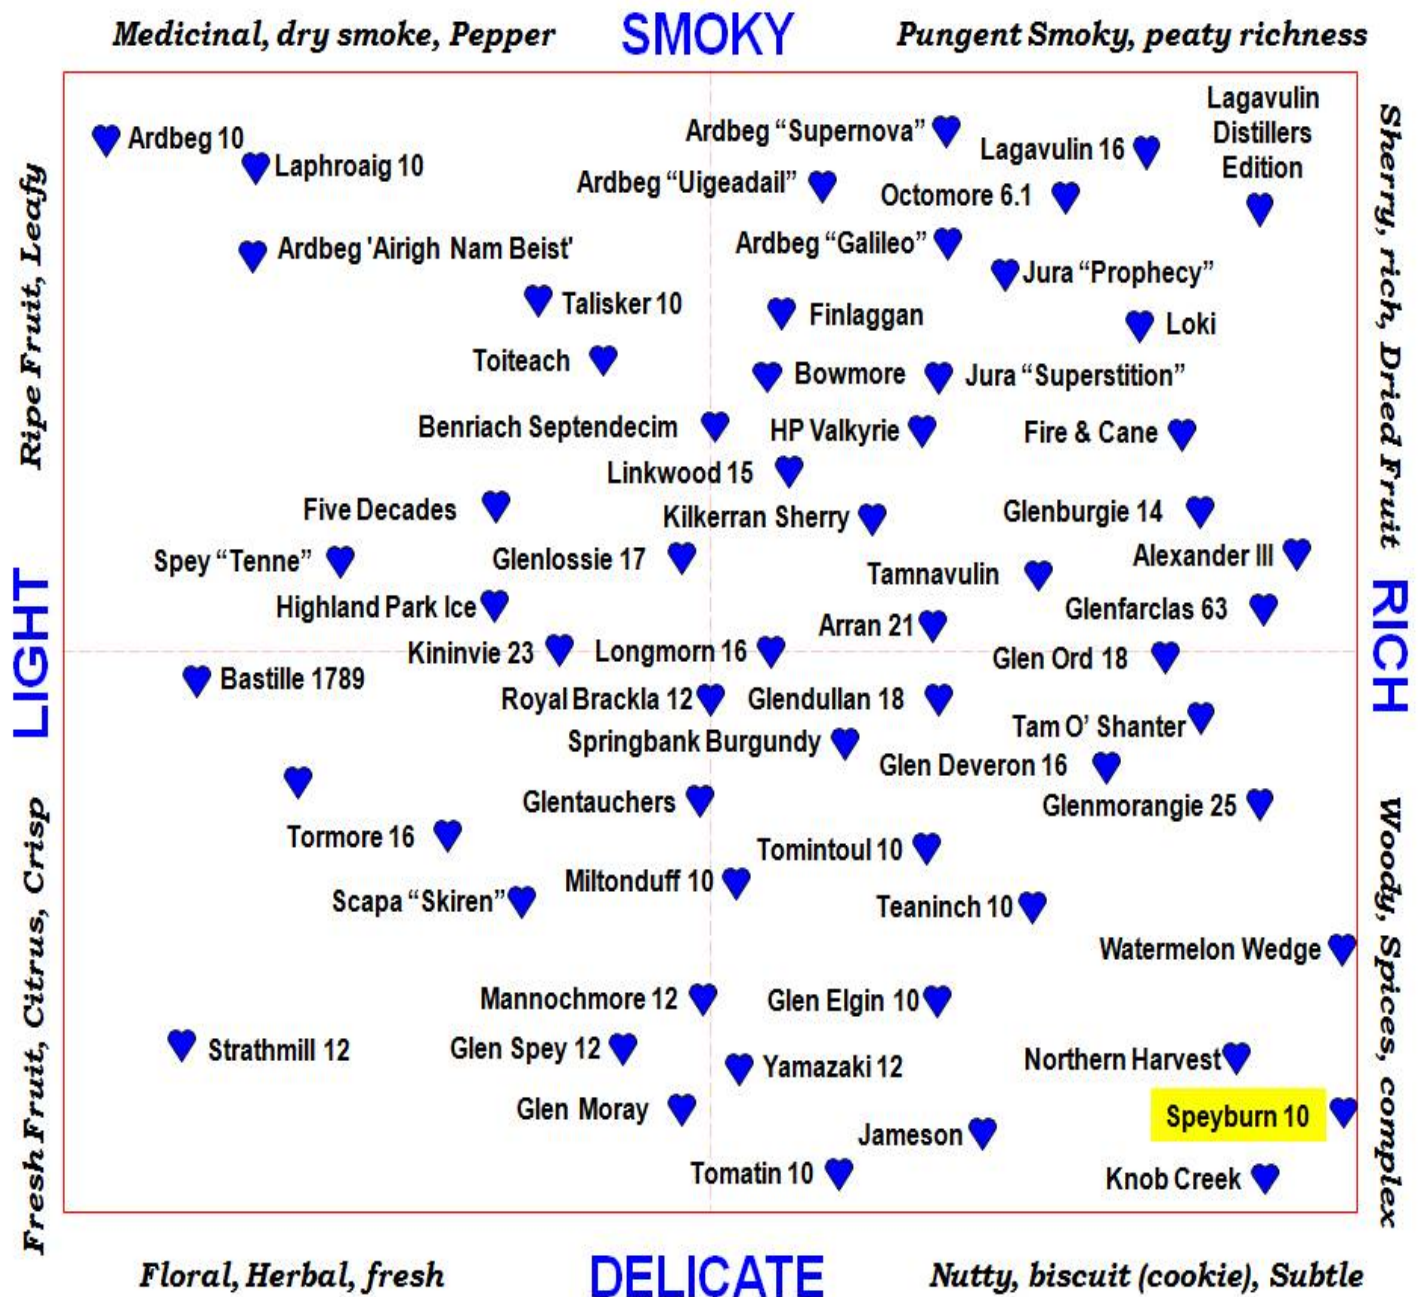 Medicinal, dry smoke, Pepper
SMOKY
Pungent Smoky, peaty richness
Ripe Fruit, Leafy
LIGHT
Fresh Fruit, Citrus, Crisp
Ardbeg 10
Laphroaig 10
Ardbeg “Supernova”
Lagavulin 16
Lagavulin
Distillers
Edition
Ardbeg “Uigeadail”
Octomore 6.1
Ardbeg 'Airigh Nam Beist'
Ardbeg “Galileo”
Jura “Prophecy”
Talisker 10
Finlaggan
Loki
Toiteach
Bowmore
Jura “Superstition”
Benriach Septendecim
HP Valkyrie
Fire & Cane
Linkwood 15
Five Decades
Kilkerran Sherry
Glenburgie 14
Spey “Tenne”
Glenlossie 17
Tamnavulin
Alexander III
Highland Park Ice
Arran 21
Glenfarclas 63
Kininvie 23
Longmorn 16
Glen Ord 18
Bastille 1789
Royal Brackla 12
Glendullan 18
Tam O’ Shanter
Springbank Burgundy
Glen Deveron 16
Glentauchers
Glenmorangie 25
Tormore 16
Tomintoul 10
Miltonduff 10
Scapa “Skiren”
Teaninch 10
Watermelon Wedge
Mannochmore 12
Glen Elgin 10
Strathmill 12
Glen Spey 12
Yamazaki 12
Northern Harvest
Glen Moray
Jameson
Speyburn 10
Tomatin 10
Knob Creek
Sherry, rich, Dried Fruit
RICH
Woody, Spices, complex
Floral, Herbal, fresh
DELICATE
Nutty, biscuit (cookie), Subtle